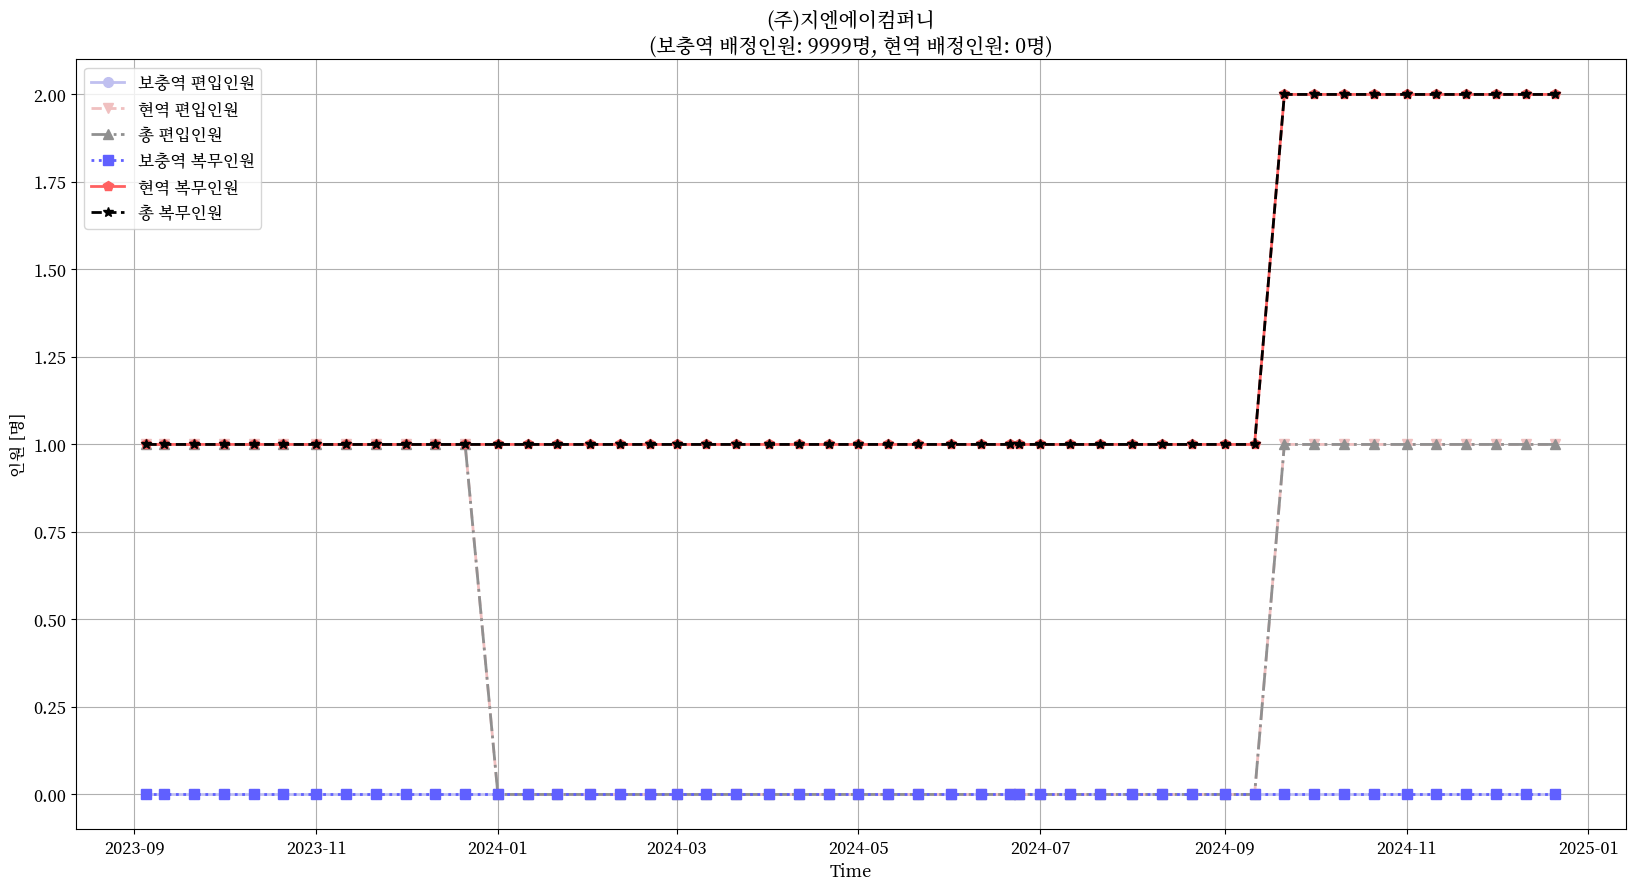 (주)지엔에이컴퍼니
(보충역 배정인원: 9999명, 현역 배정인원: 0명)
보충역 편입인원
현역 편입인원
총 편입인원
보충역 복무인원
현역 복무인원
총 복무인원
인원 [명]
2.00
1.75
1.50
1.25
1.00
0.75
0.50
0.25
0.00
2023-09 2023-11 2024-01 2024-03 2024-05 2024-07 2024-09 2024-11 2025-01
Time